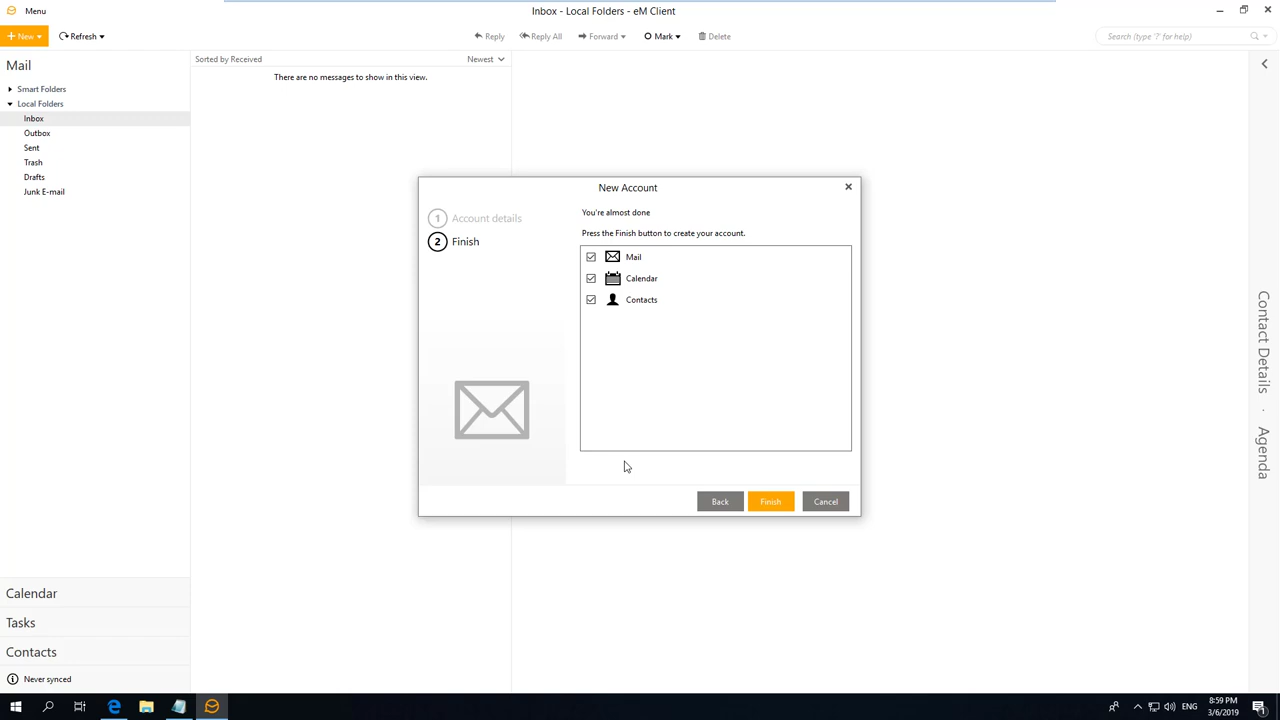 Menu
Inbox - Local Folders - eM Client
New
Refresh
Reply
Reply All
Forward
Mark
Delete
Search (type '?' for help)
Mail
Smart Folders
Local Folders
Inbox
Outbox
Sent
Trash
Drafts
Junk E-mail
Sorted by Received
Newest
There are no messages to show in this view.
New Account
1 Account details
2 Finish
You're almost done
Press the Finish button to create your account.
Mail
Calendar
Contacts
Back
Finish
Cancel
Contact Details · Agenda
Calendar
Tasks
Contacts
Never synced
ENG
8:59 PM
3/6/2019
1